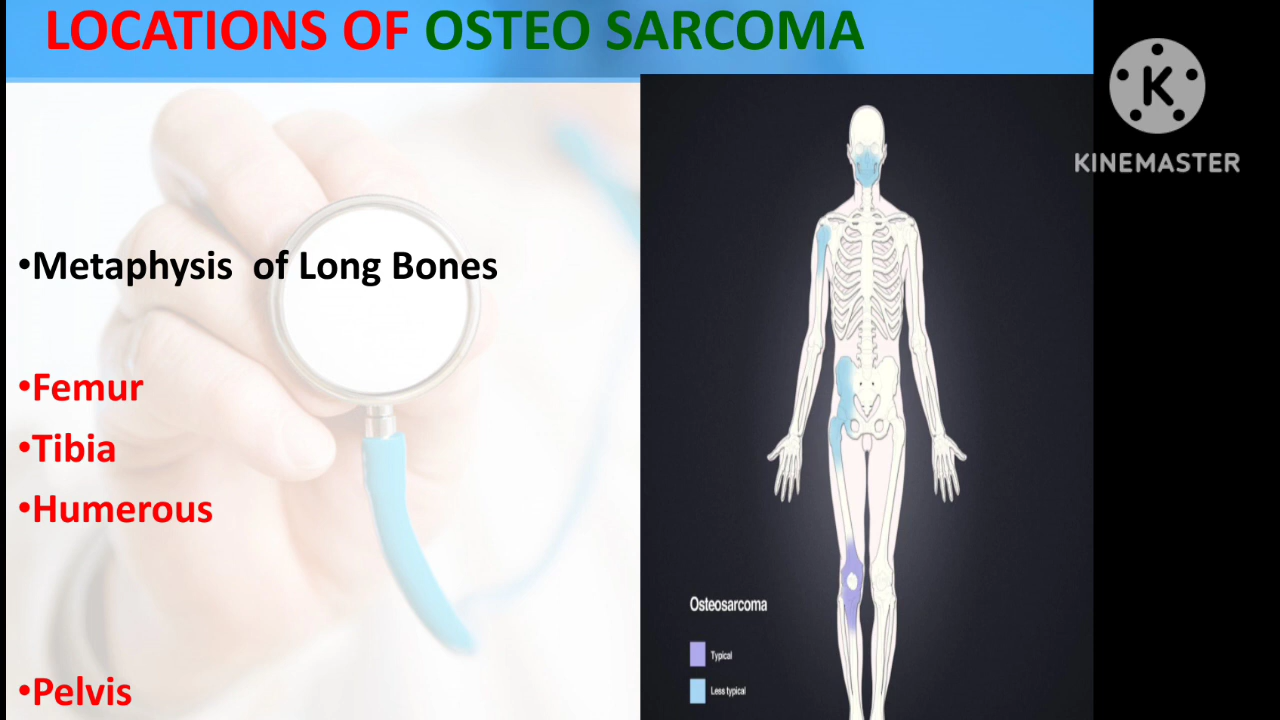 LOCATIONS OF OSTEO SARCOMA
K
KINEMASTER
•Metaphysis of Long Bones
•Femur
•Tibia
•Humerous
•Pelvis
Osteosarcoma
Typical
Less typical